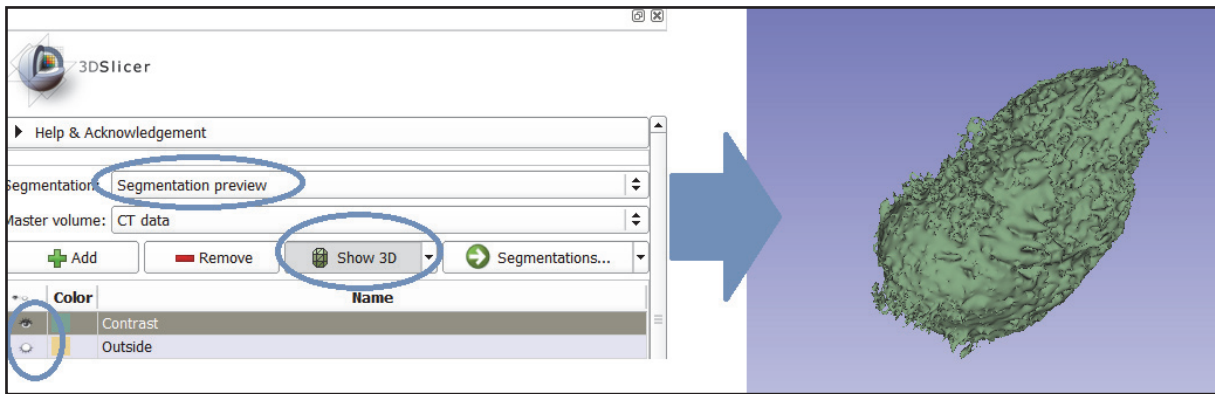 3DSlicer
Help & Acknowledgement
Segmentation: Segmentation preview
Master volume: CT data
Add Remove Show 3D Segmentations...
Color Name
Contrast
Outside